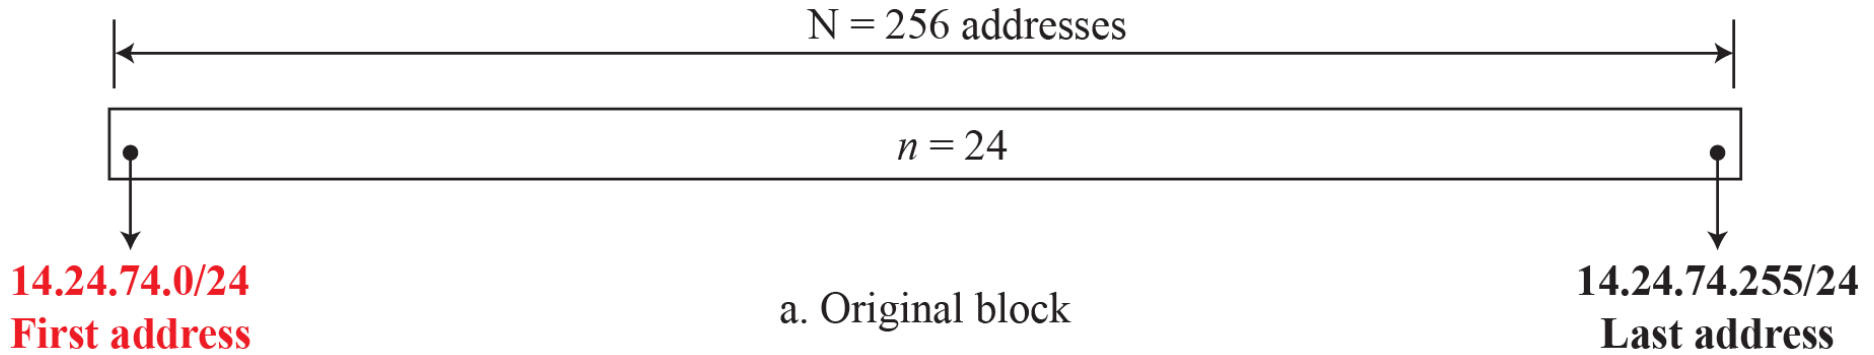 N = 256 addresses
n = 24
14.24.74.0/24
First address
a. Original block
14.24.74.255/24
Last address